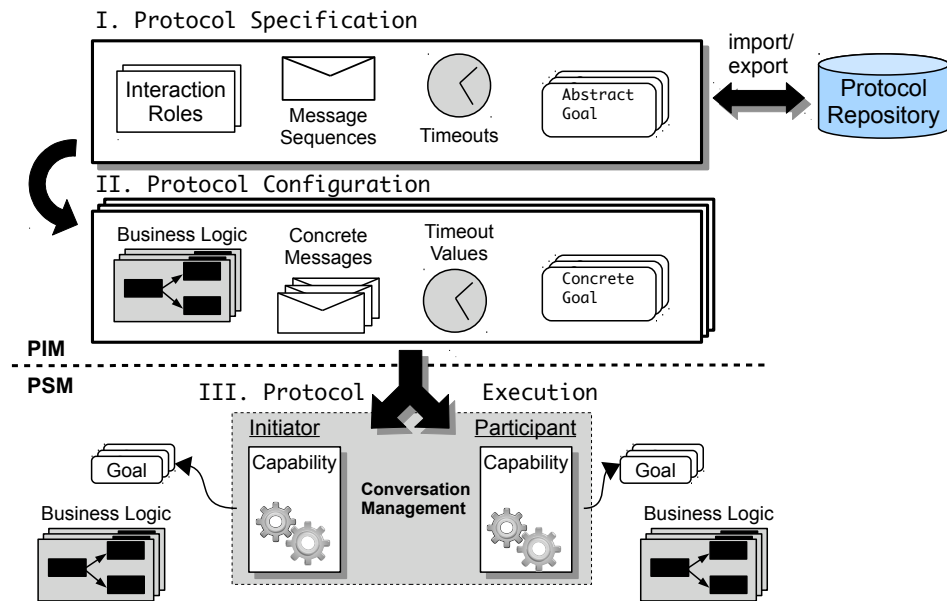 I. Protocol Specification
import/
export
Interaction
Roles
Message
Sequences
Timeouts
Abstract
Goal
Protocol
Repository
II. Protocol Configuration
Business Logic
Concrete
Messages
Timeout
Values
Concrete
Goal
PIM
PSM
III. Protocol Execution
Initiator
Participant
Capability
Capability
Goal
Goal
Conversation
Management
Business Logic
Business Logic